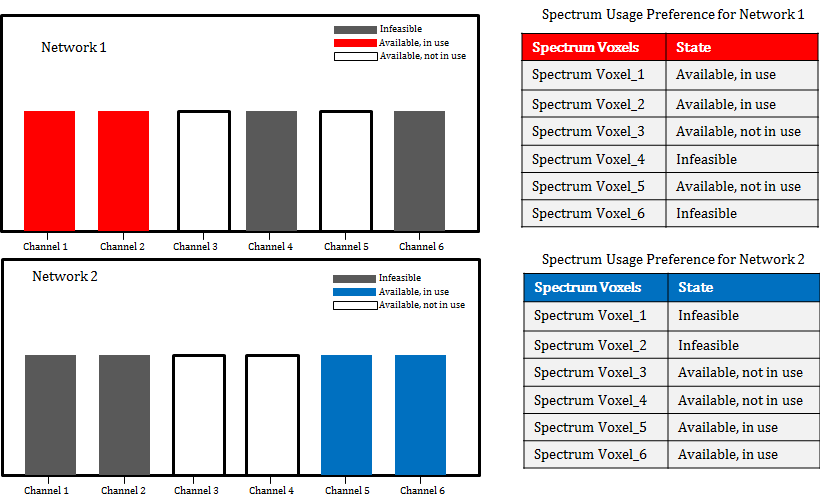 Network 1
Infeasible
Available, in use
Available, not in use
Channel 1 Channel 2 Channel 3 Channel 4 Channel 5 Channel 6
Spectrum Usage Preference for Network 1
Spectrum Voxels State
Spectrum Voxel_1 Available, in use
Spectrum Voxel_2 Available, in use
Spectrum Voxel_3 Available, not in use
Spectrum Voxel_4 Infeasible
Spectrum Voxel_5 Available, not in use
Spectrum Voxel_6 Infeasible
Network 2
Infeasible
Available, in use
Available, not in use
Channel 1 Channel 2 Channel 3 Channel 4 Channel 5 Channel 6
Spectrum Usage Preference for Network 2
Spectrum Voxels State
Spectrum Voxel_1 Infeasible
Spectrum Voxel_2 Infeasible
Spectrum Voxel_3 Available, not in use
Spectrum Voxel_4 Available, not in use
Spectrum Voxel_5 Available, in use
Spectrum Voxel_6 Available, in use